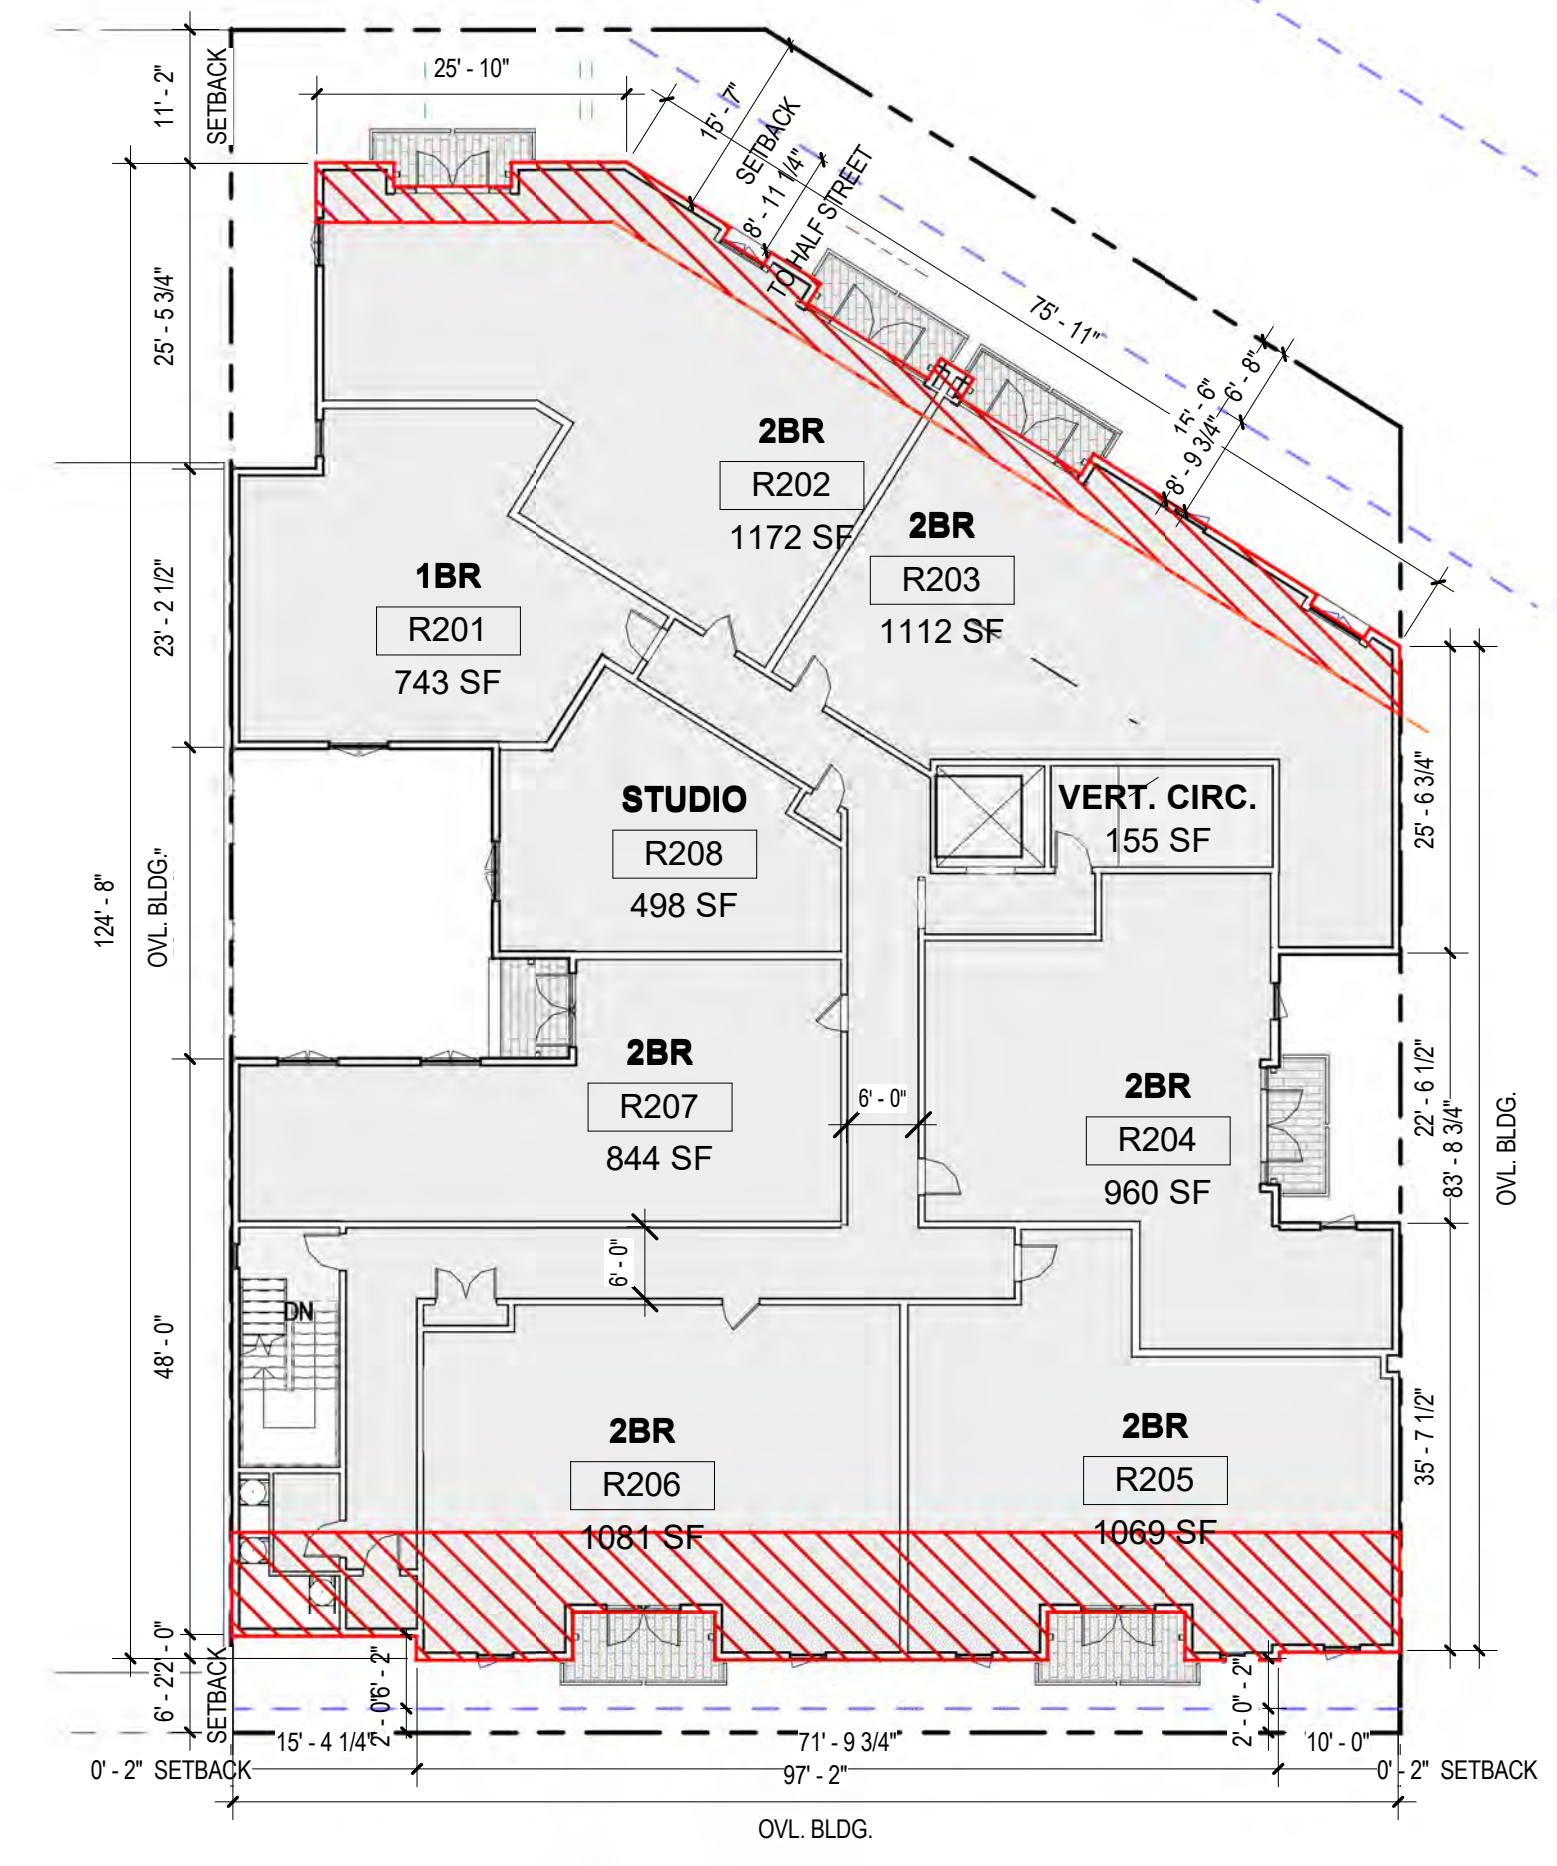 11' - 2"
SETBACK
25' - 10"
15' - 7"
SETBACK
8' - 11 1/4"
TO HALF STREET
75' - 11"
15' - 6"
6' - 8"
8' - 9 3/4"
25' - 5 3/4"
2BR
R202
1172 SF
2BR
R203
1112 SF
1BR
R201
743 SF
23' - 2 1/2"
STUDIO
R208
498 SF
VERT. CIRC.
155 SF
25' - 6 3/4"
124' - 8"
OVL. BLDG."
2BR
R207
844 SF
6' - 0"
2BR
R204
960 SF
22' - 6 1/2"
83' - 8 3/4"
OVL. BLDG.
6' - 0"
DN
48' - 0"
2BR
R206
1081 SF
2BR
R205
1069 SF
35' - 7 1/2"
2' - 0"
6' - 2"
SETBACK
6' - 2"
2' - 0"
2' - 0"
15' - 4 1/4"
71' - 9 3/4"
10' - 0"
0' - 2" SETBACK
97' - 2"
0' - 2" SETBACK
OVL. BLDG.